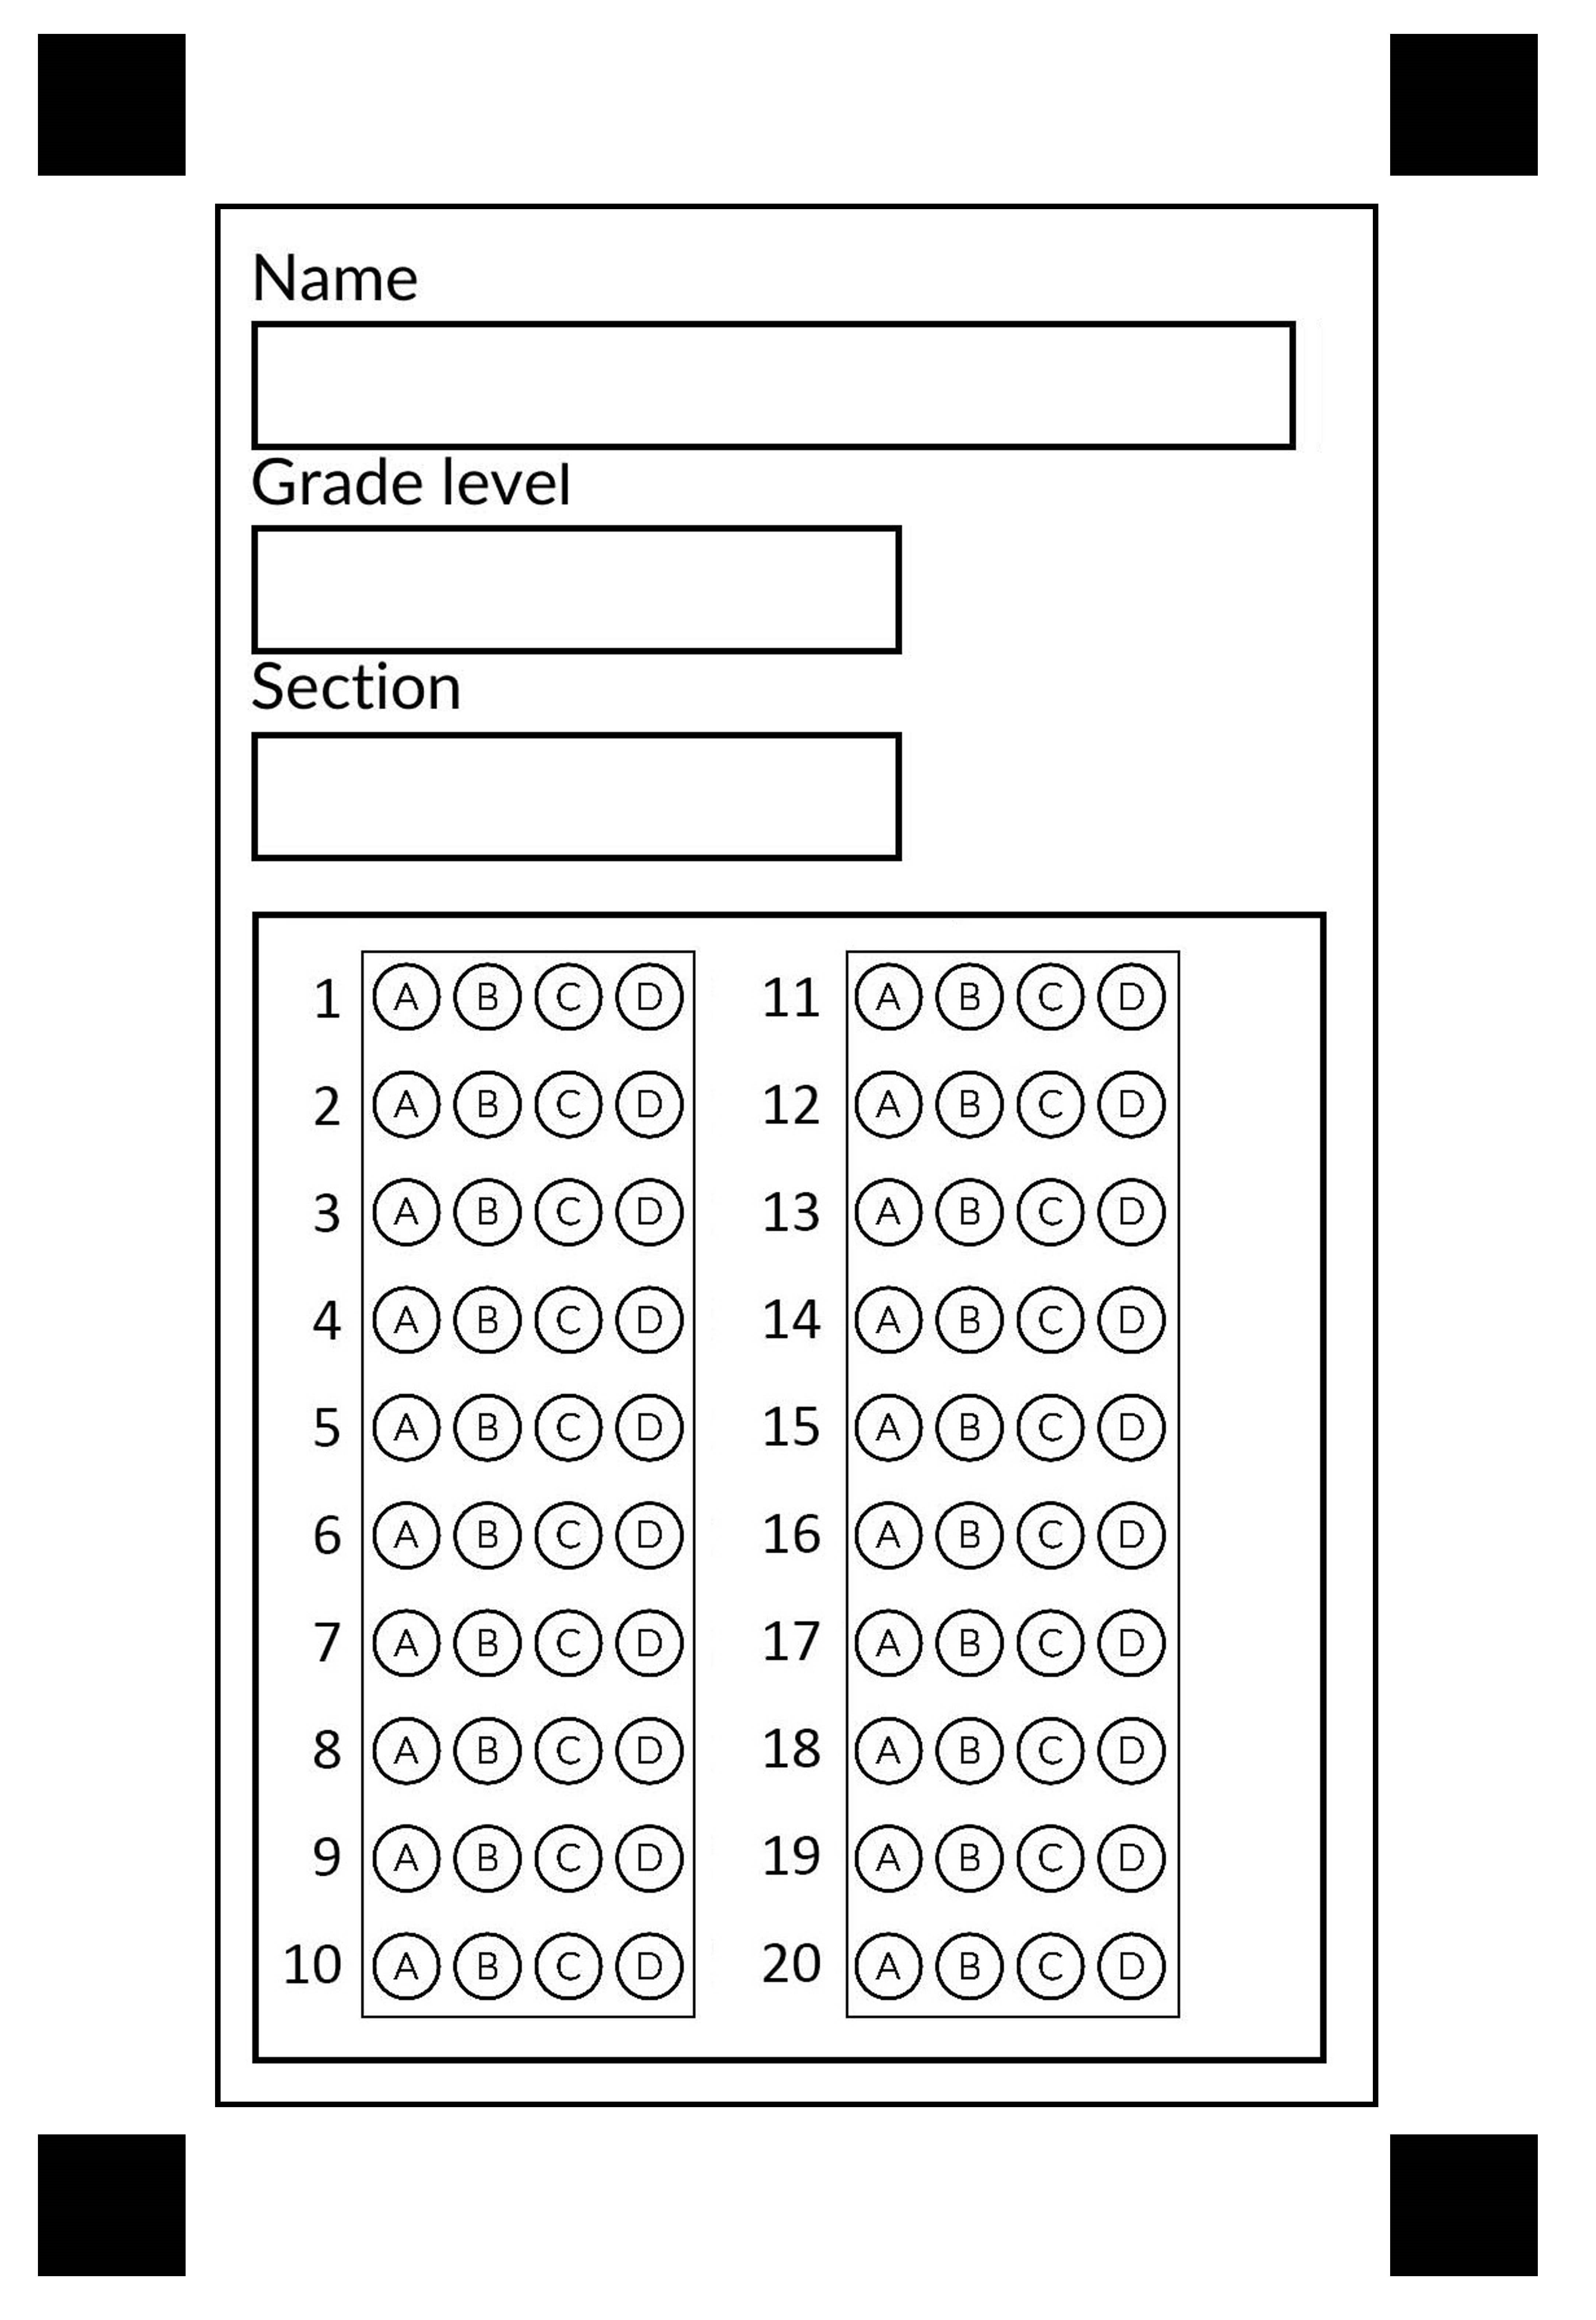 Name
Grade level
Section
1 A B C D 11 A B C D
2 A B C D 12 A B C D
3 A B C D 13 A B C D
4 A B C D 14 A B C D
5 A B C D 15 A B C D
6 A B C D 16 A B C D
7 A B C D 17 A B C D
8 A B C D 18 A B C D
9 A B C D 19 A B C D
10 A B C D 20 A B C D